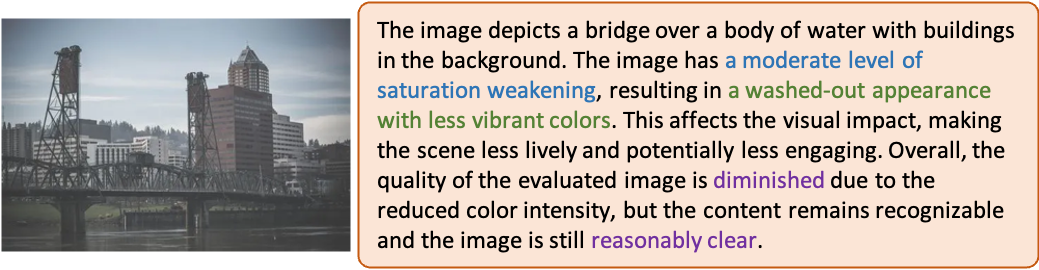 The image depicts a bridge over a body of water with buildings
in the background. The image has a moderate level of
saturation weakening, resulting in a washed-out appearance
with less vibrant colors. This affects the visual impact, making
the scene less lively and potentially less engaging. Overall, the
quality of the evaluated image is diminished due to the
reduced color intensity, but the content remains recognizable
and the image is still reasonably clear.